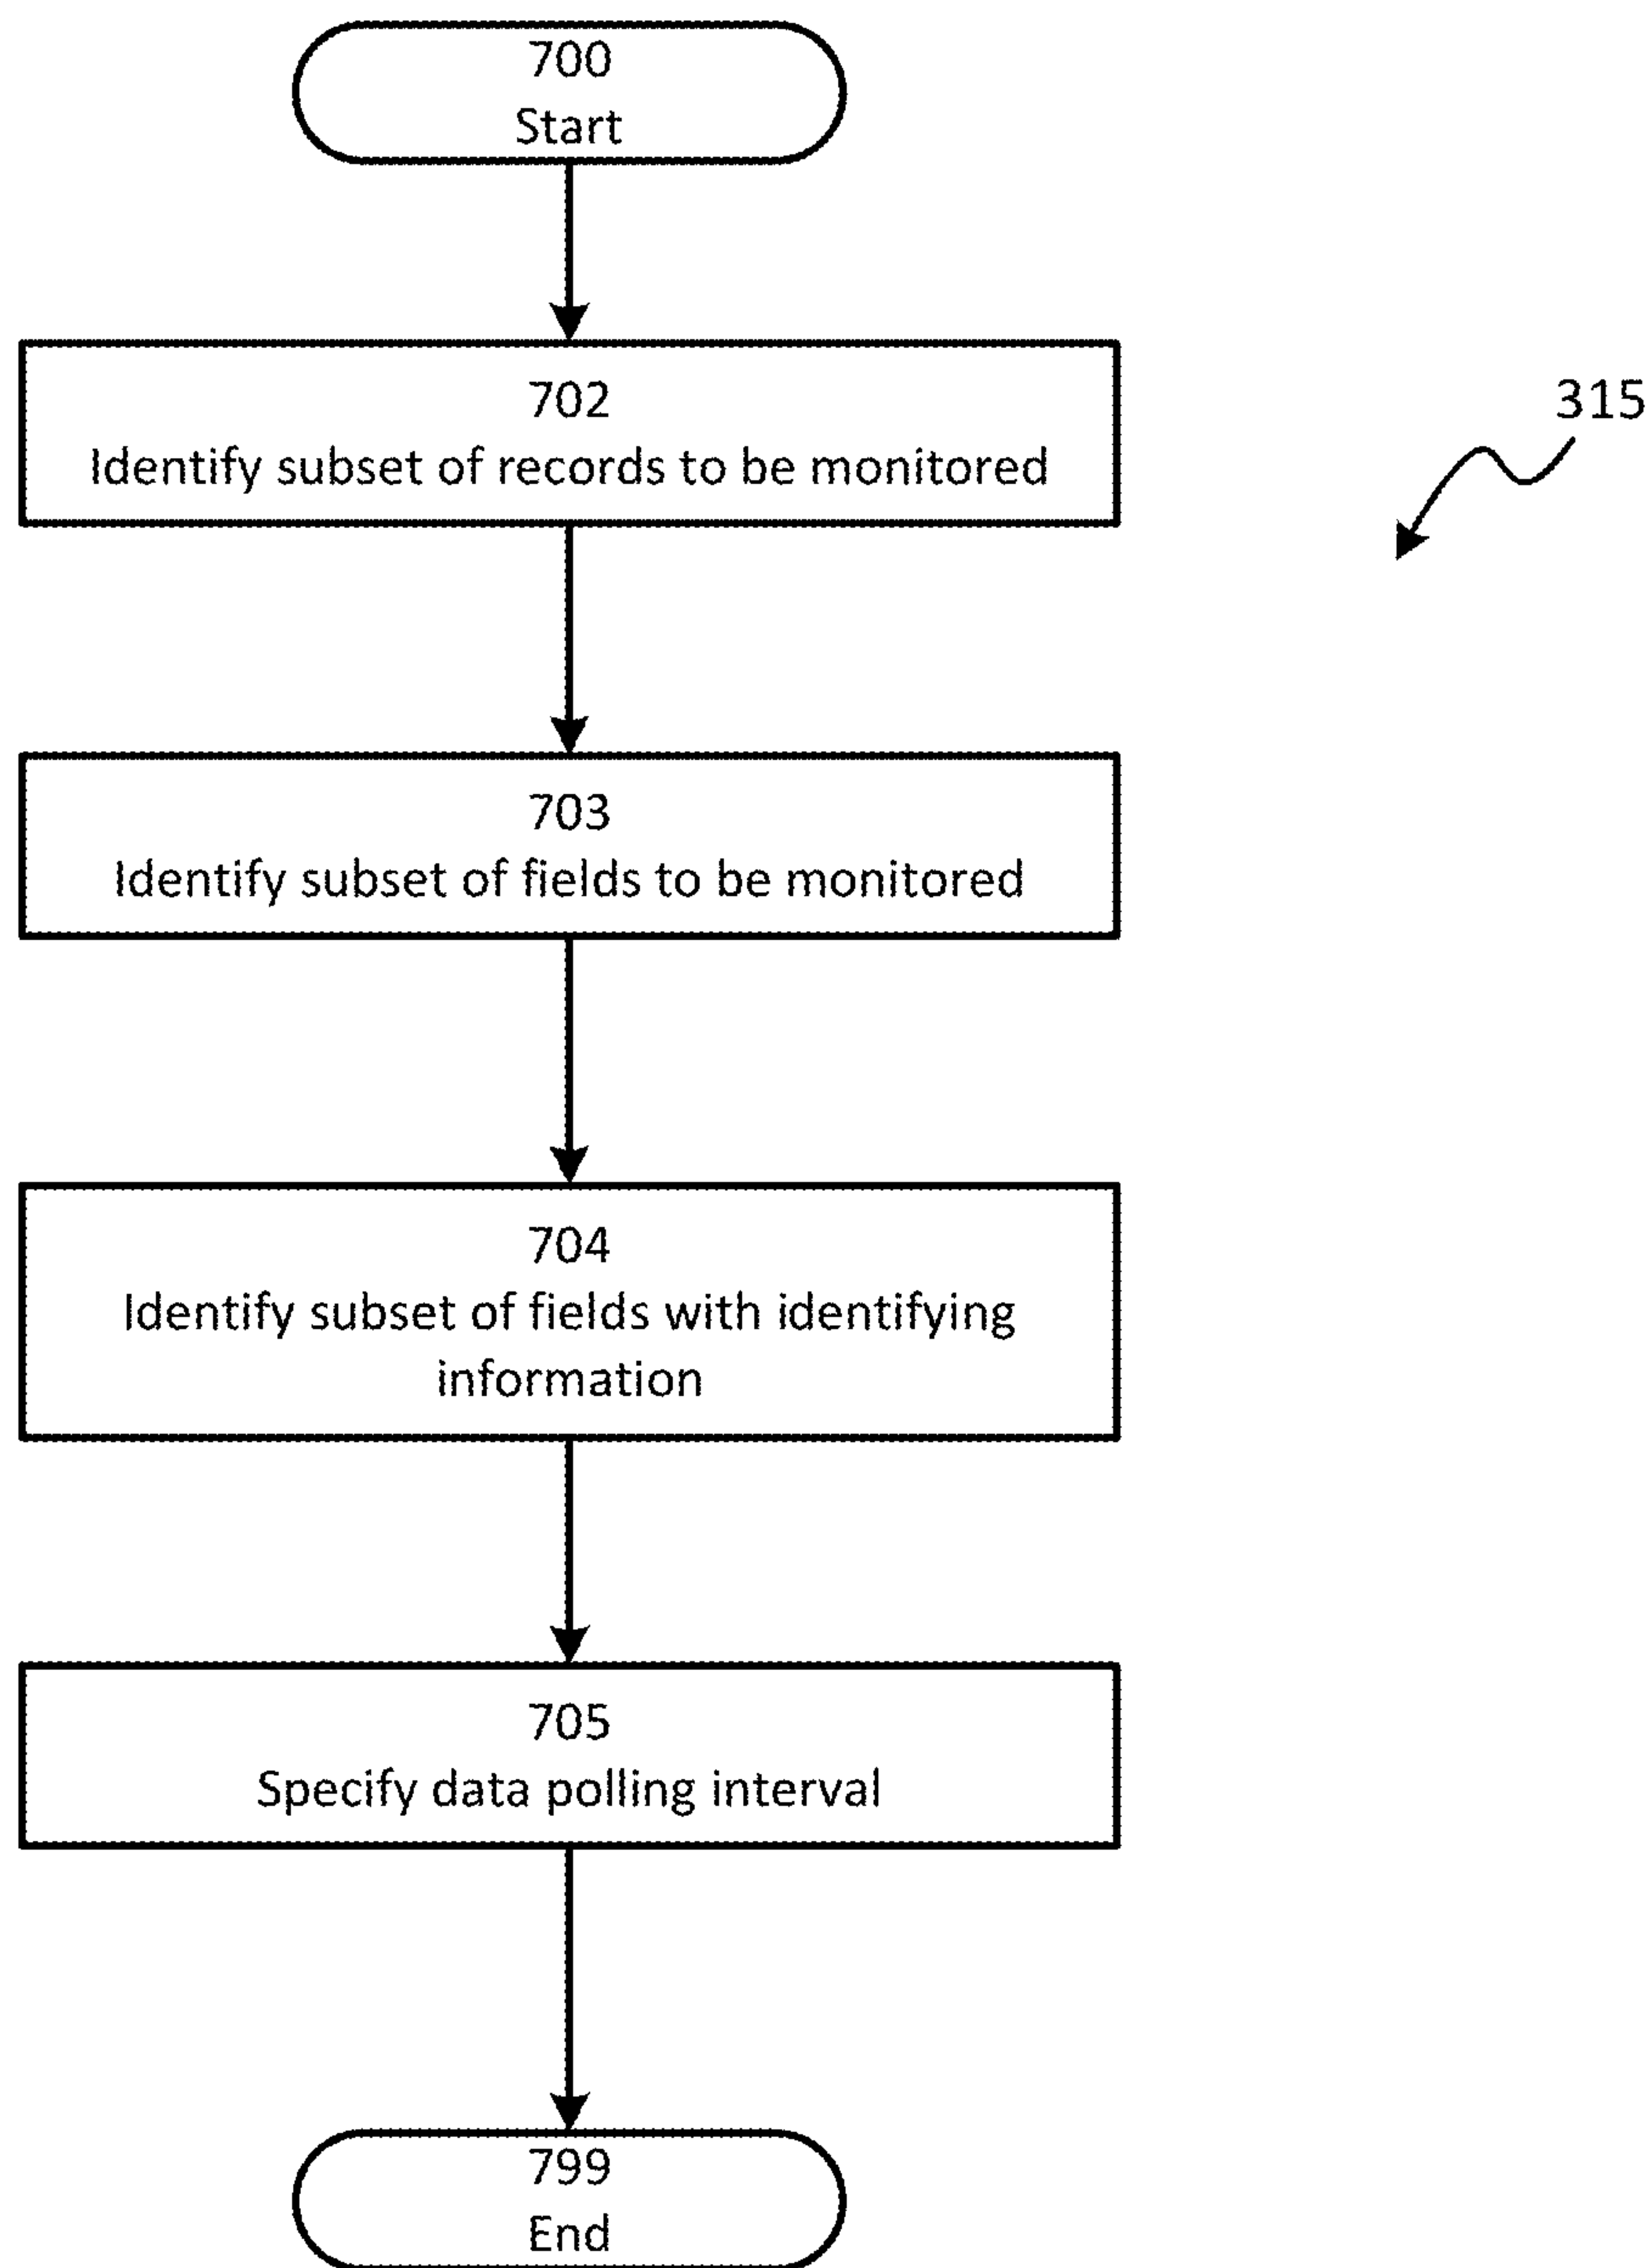 700
Start
702
Identify subset of records to be monitored
315
703
Identify subset of fields to be monitored
704
Identify subset of fields with identifying
information
705
Specify data polling interval
799
End